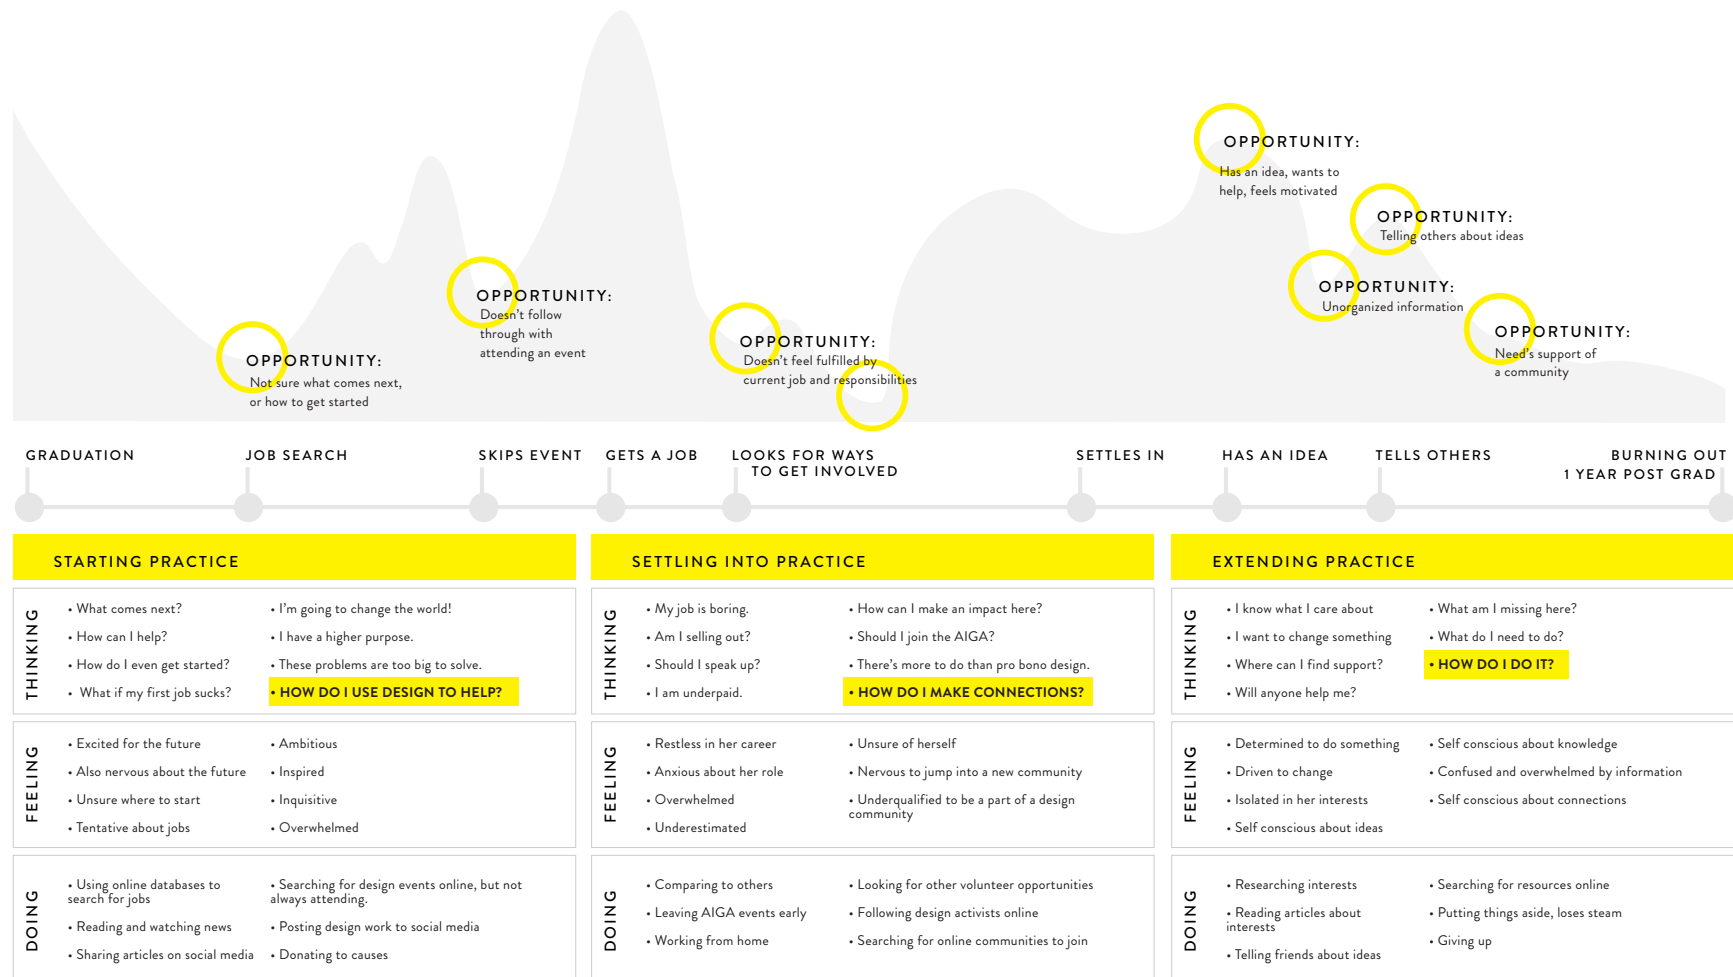 OPPORTUNITY:
Has an idea, wants to
help, feels motivated
OPPORTUNITY:
Telling others about ideas
OPPORTUNITY:
Unorganized information
OPPORTUNITY:
Doesn't follow
through with
attending an event
OPPORTUNITY:
Need's support of
a community
OPPORTUNITY:
Doesn't feel fulfilled by
current job and responsibilities
OPPORTUNITY:
Not sure what comes next,
or how to get started
GRADUATION
JOB SEARCH
SKIPS EVENT
GETS A JOB
LOOKS FOR WAYS
TO GET INVOLVED
SETTLES IN
HAS AN IDEA
TELLS OTHERS
BURNING OUT
1 YEAR POST GRAD
STARTING PRACTICE
THINKING
• What comes next?
• How can I help?
• How do I even get started?
• What if my first job sucks?
• I'm going to change the world!
• I have a higher purpose.
• These problems are too big to solve.
• HOW DO I USE DESIGN TO HELP?
FEELING
• Excited for the future
• Also nervous about the future
• Unsure where to start
• Tentative about jobs
• Ambitious
• Inspired
• Inquisitive
• Overwhelmed
DOING
• Using online databases to
search for jobs
• Reading and watching news
• Sharing articles on social media
• Searching for design events online, but not
always attending.
• Posting design work to social media
• Donating to causes
SETTLING INTO PRACTICE
THINKING
• My job is boring.
• Am I selling out?
• Should I speak up?
• I am underpaid.
• How can I make an impact here?
• Should I join the AIGA?
• There's more to do than pro bono design.
• HOW DO I MAKE CONNECTIONS?
FEELING
• Restless in her career
• Anxious about her role
• Overwhelmed
• Underestimated
• Unsure of herself
• Nervous to jump into a new community
• Underqualified to be a part of a design
community
DOING
• Comparing to others
• Leaving AIGA events early
• Working from home
• Looking for other volunteer opportunities
• Following design activists online
• Searching for online communities to join
EXTENDING PRACTICE
THINKING
• I know what I care about
• I want to change something
• Where can I find support?
• Will anyone help me?
• What am I missing here?
• What do I need to do?
• HOW DO I DO IT?
FEELING
• Determined to do something
• Driven to change
• Isolated in her interests
• Self conscious about ideas
• Self conscious about knowledge
• Confused and overwhelmed by information
• Self conscious about connections
DOING
• Researching interests
• Reading articles about
interests
• Telling friends about ideas
• Searching for resources online
• Putting things aside, loses steam
• Giving up